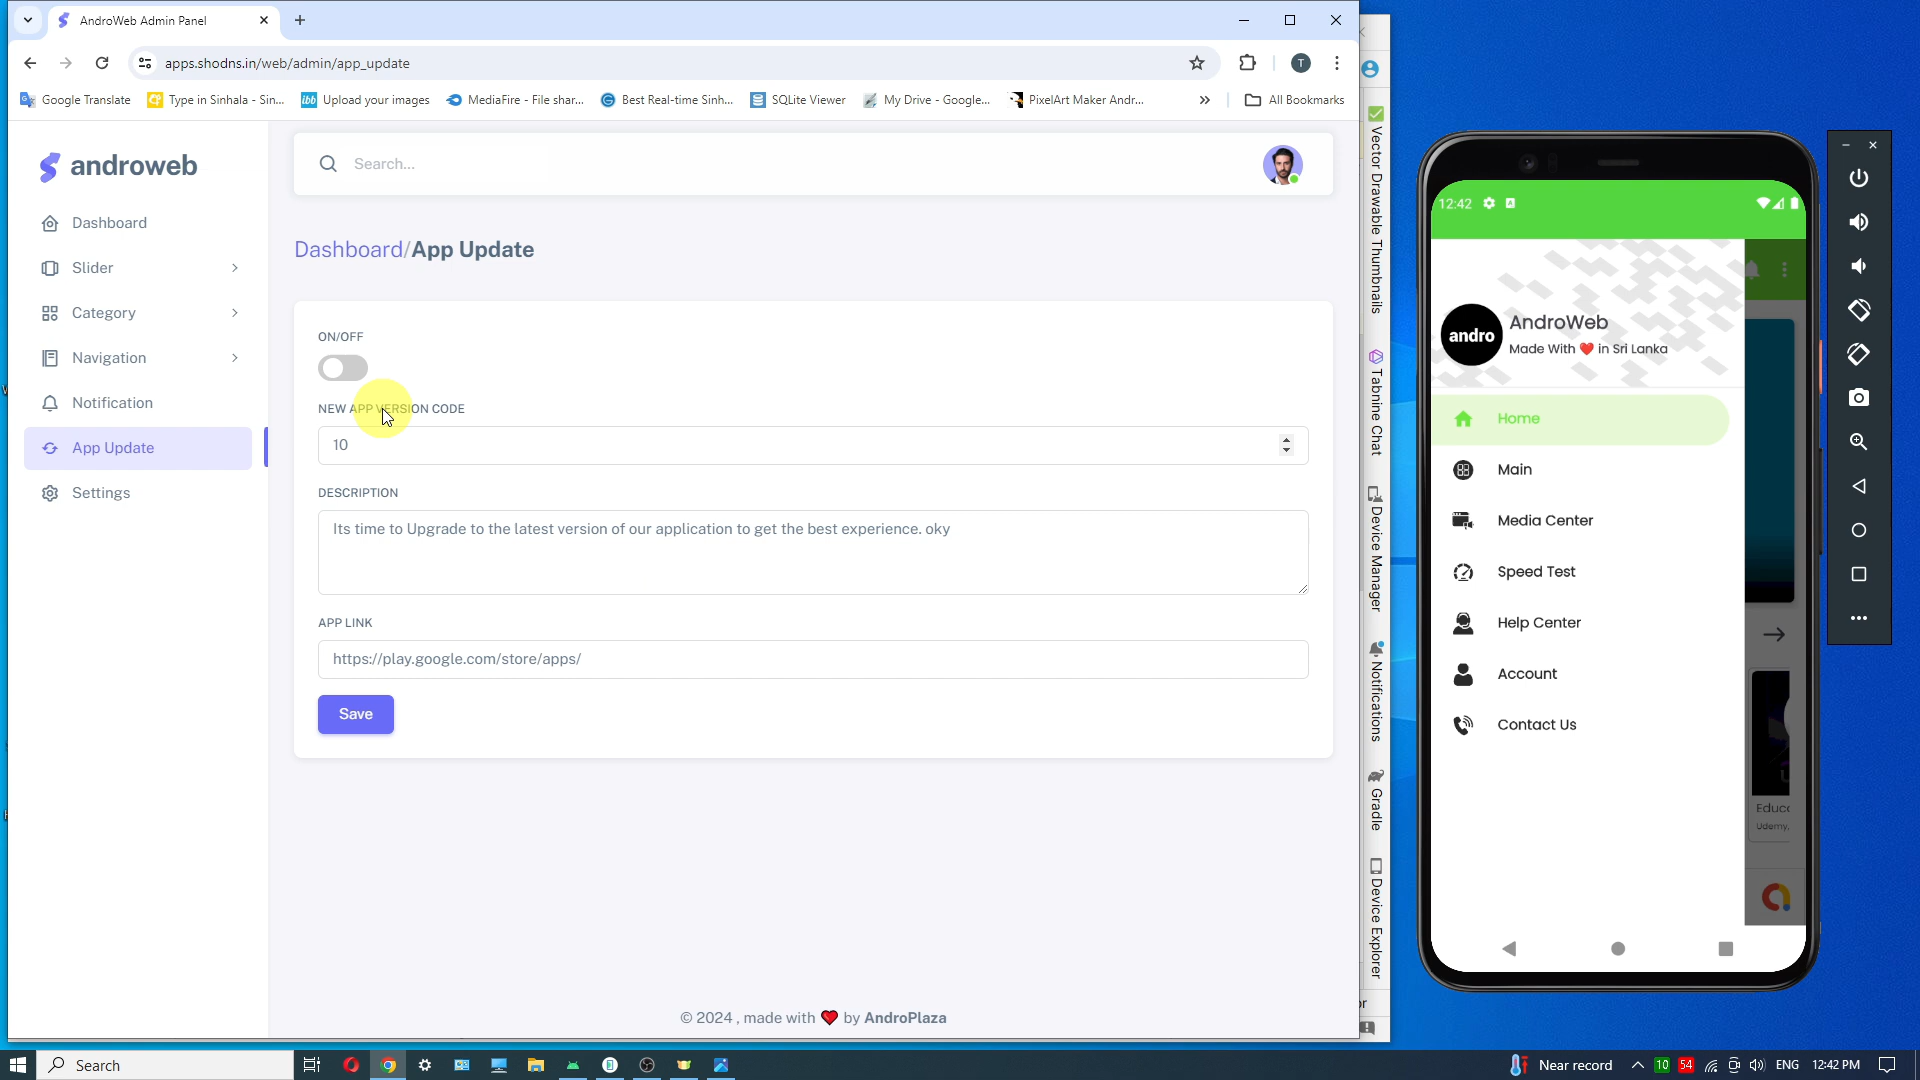 AndroWeb Admin Panel
apps.shodns.in/web/admin/app_update
T
Google Translate
Type in Sinhala - Sin...
ibb Upload your images
MediaFire - File shar...
Best Real-time Sinh...
SQLite Viewer
My Drive - Google...
PixelArt Maker Andr...
»
All Bookmarks
androweb
Dashboard
Slider
Category
Navigation
Notification
App Update
Settings
Search...
Dashboard/App Update
ON/OFF
NEW APP VERSION CODE
10
DESCRIPTION
Its time to Upgrade to the latest version of our application to get the best experience. oky
APP LINK
https://play.google.com/store/apps/
Save
© 2024 , made with ❤ by AndroPlaza
Vector Drawable Thumbnails
Tabnine Chat
Device Manager
Notifications
Gradle
Device Explorer
or
12:42
andro
AndroWeb
Made With ❤ in Sri Lanka
Home
Main
Media Center
Speed Test
Help Center
Account
Contact Us
Educa
Udemy,
Search
Near record
10
54
ENG
12:42 PM